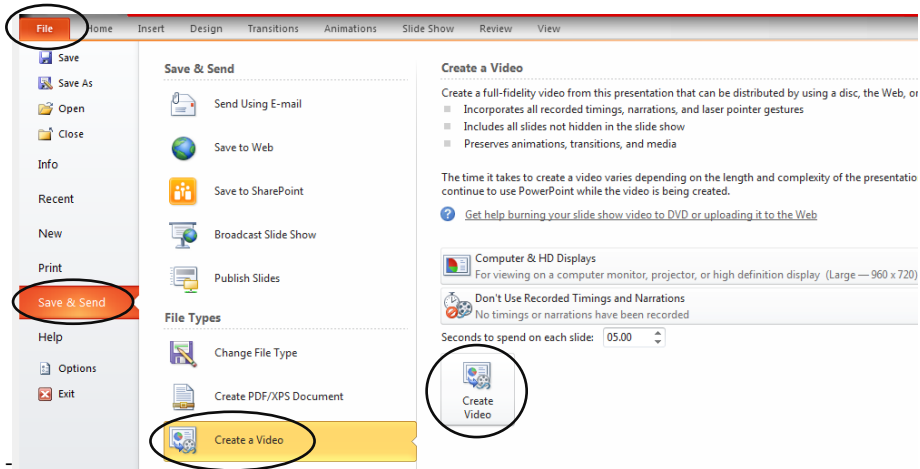 File Home Insert Design Transitions Animations Slide Show Review View
Save
Save As
Open
Close
Info
Recent
New
Print
Save & Send
Help
Options
Exit
Save & Send
Send Using E-mail
Save to Web
Save to SharePoint
Broadcast Slide Show
Publish Slides
File Types
Change File Type
Create PDF/XPS Document
Create a Video
Create a Video
Create a full-fidelity video from this presentation that can be distributed by using a disc, the Web, or
Incorporates all recorded timings, narrations, and laser pointer gestures
Includes all slides not hidden in the slide show
Preserves animations, transitions, and media
The time it takes to create a video varies depending on the length and complexity of the presentatio
continue to use PowerPoint while the video is being created.
Get help burning your slide show video to DVD or uploading it to the Web
Computer & HD Displays
For viewing on a computer monitor, projector, or high definition display (Large — 960 x 720)
Don't Use Recorded Timings and Narrations
No timings or narrations have been recorded
Seconds to spend on each slide: 05.00
Create
Video
-